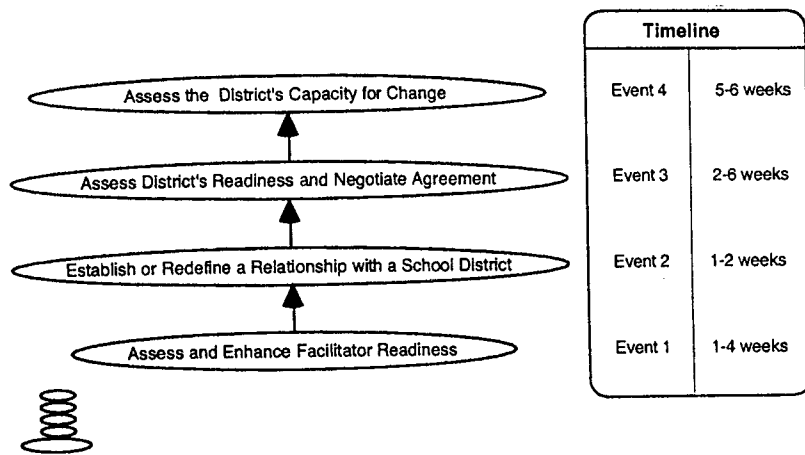 Timeline
Assess the District's Capacity for Change
Event 4
5-6 weeks
Assess District's Readiness and Negotiate Agreement
Event 3
2-6 weeks
Establish or Redefine a Relationship with a School District
Event 2
1-2 weeks
Assess and Enhance Facilitator Readiness
Event 1
1-4 weeks